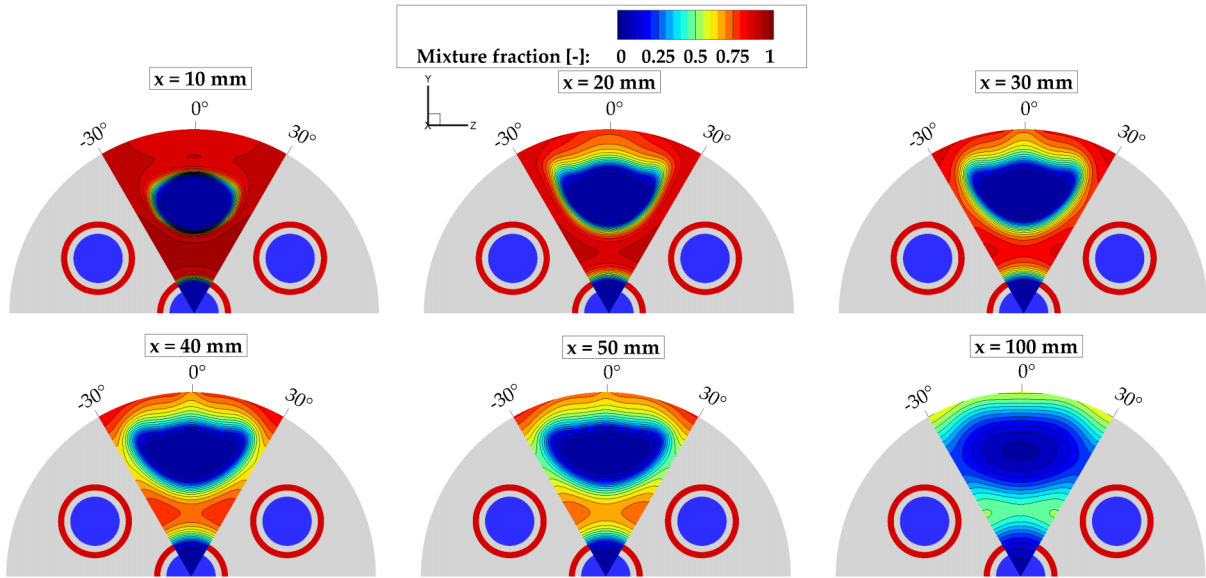 Mixture fraction [-]: 0 0.25 0.5 0.75 1
x = 10 mm
0°
-30°
30°
Y
X
Z
x = 20 mm
0°
-30°
30°
x = 30 mm
0°
-30°
30°
x = 40 mm
0°
-30°
30°
x = 50 mm
0°
-30°
30°
x = 100 mm
0°
-30°
30°